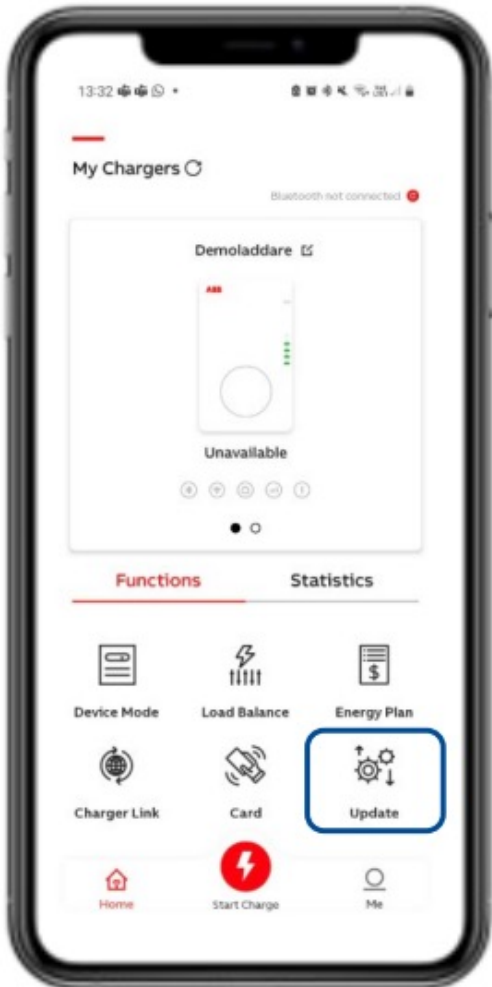 13:32
My Chargers
Bluetooth not connected
Demoladdare
ABB
Unavailable
Functions Statistics
$
Device Mode Load Balance Energy Plan
Charger Link Card Update
Home Start Charge Me